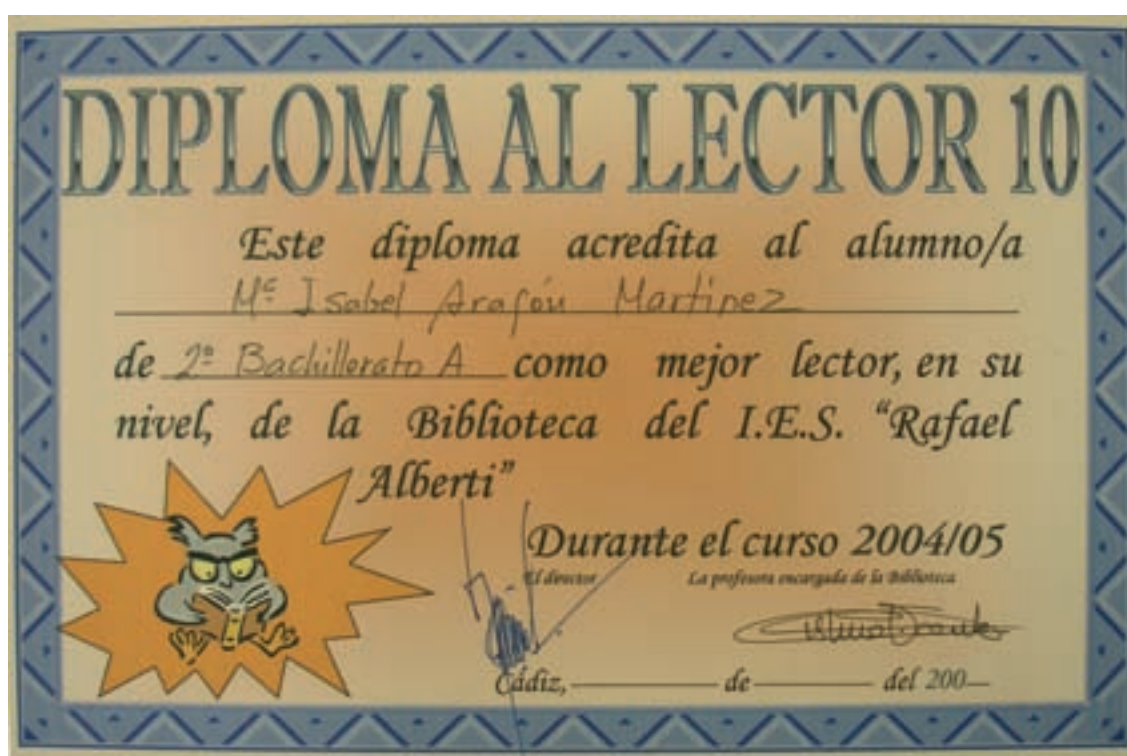 DIPLOMA AL LECTOR 10
Este diploma acredita al alumno/a
Mª Isabel Aragón Martínez
de 2º Bachillerato A como mejor lector, en su
nivel, de la Biblioteca del I.E.S. “Rafael
Alberti”
Durante el curso 2004/05
El director La profesora encargada de la Biblioteca
Cádiz, de del 200